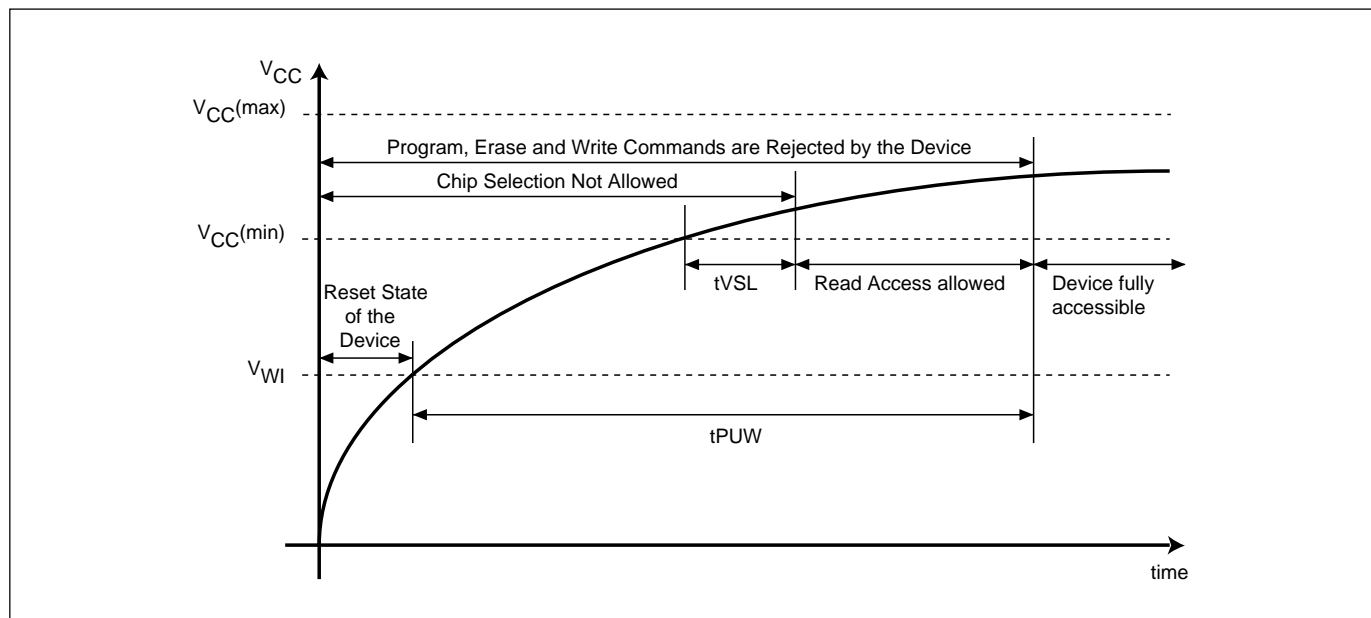 VCC
VCC(max)
Program, Erase and Write Commands are Rejected by the Device
Chip Selection Not Allowed
VCC(min)
tVSL
Read Access allowed
Device fully
accessible
Reset State
of the
Device
VWI
tPUW
time